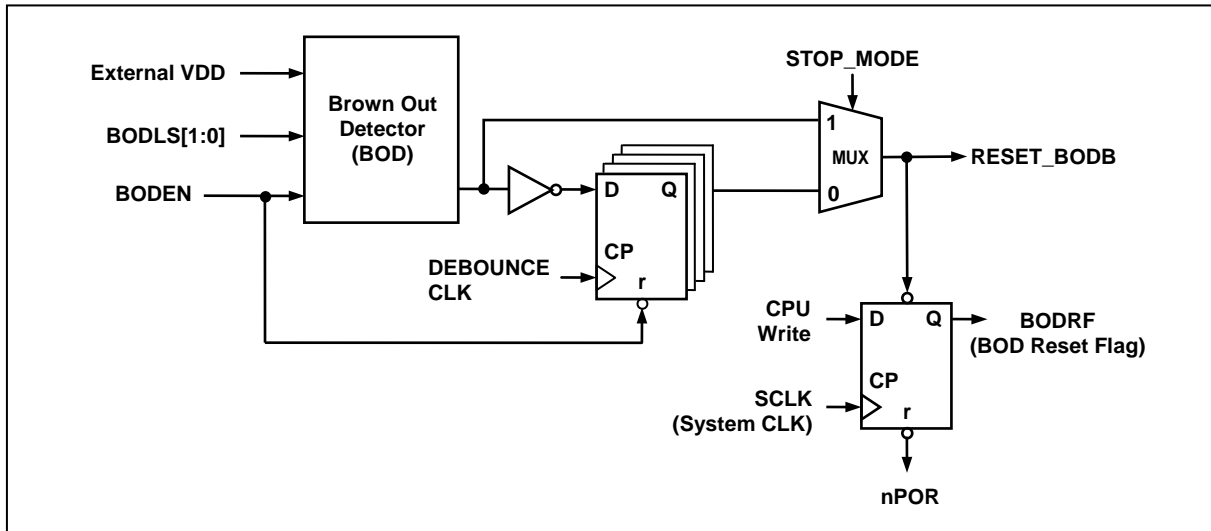 STOP_MODE
External VDD
Brown Out
Detector
(BOD)
BODLS[1:0]
BODEN
1
MUX
0
RESET_BODB
D Q
CP
r
DEBOUNCE
CLK
CPU
Write
D Q
CP
r
BODRF
(BOD Reset Flag)
SCLK
(System CLK)
nPOR